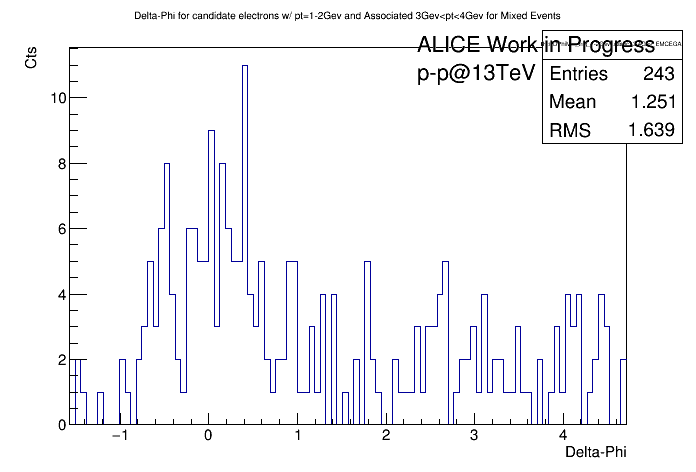 Delta-Phi for candidate electrons w/ pt=1-2Gev and Associated 3Gev<pt<4Gev for Mixed Events
Cts
ALICE Work in Progress
p-p@13TeV
EMCEGA
Entries 243
Mean 1.251
RMS 1.639
10
8
6
4
2
0
−1 0 1 2 3 4
Delta-Phi